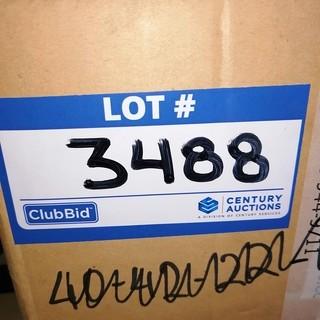 LOT #
3488
ClubBid
CENTURY
AUCTIONS
A DIVISION OF CENTURY SERVICES